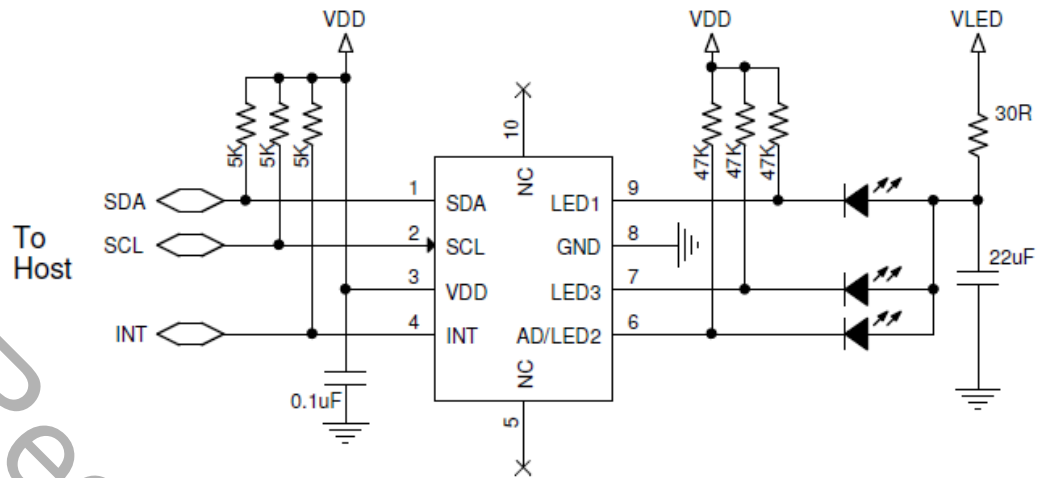 VDD
VDD
VLED
30R
5K
5K
5K
47K
47K
47K
10
NC
SDA
1
SDA
LED1
9
To
Host
SCL
2
SCL
GND
8
22uF
3
VDD
LED3
7
INT
4
INT
AD/LED2
6
NC
0.1uF
5